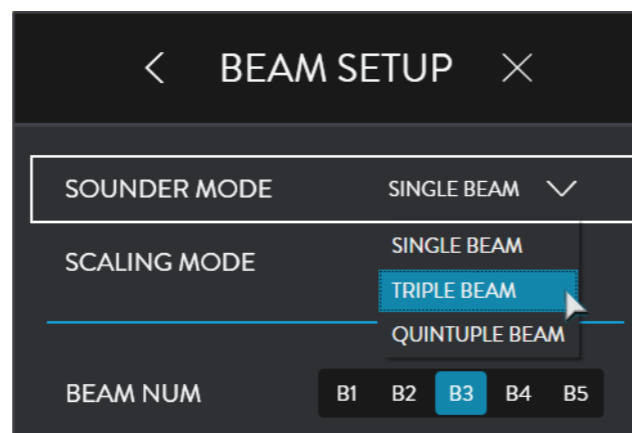 BEAM SETUP
SOUNDER MODE SINGLE BEAM
SINGLE BEAM
SCALING MODE
TRIPLE BEAM
QUINTUPLE BEAM
BEAM NUM B1 B2 B3 B4 B5